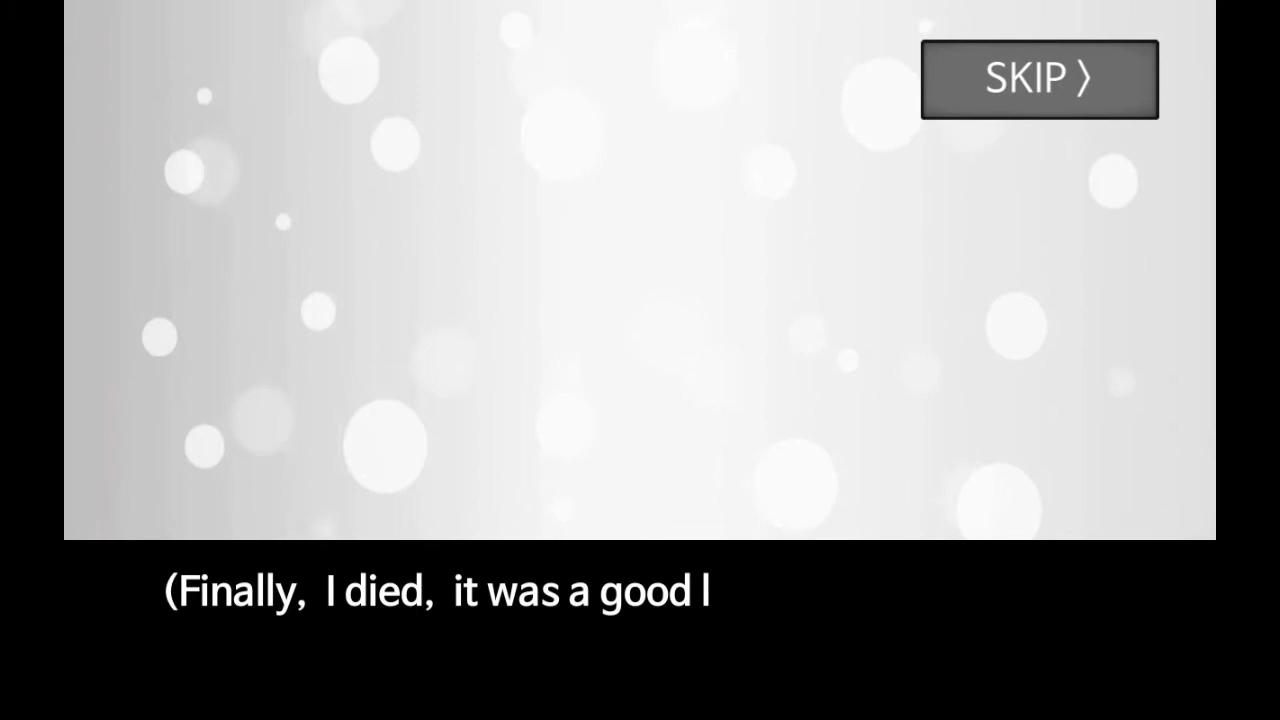 SKIP 〉
(Finally, I died, it was a good l